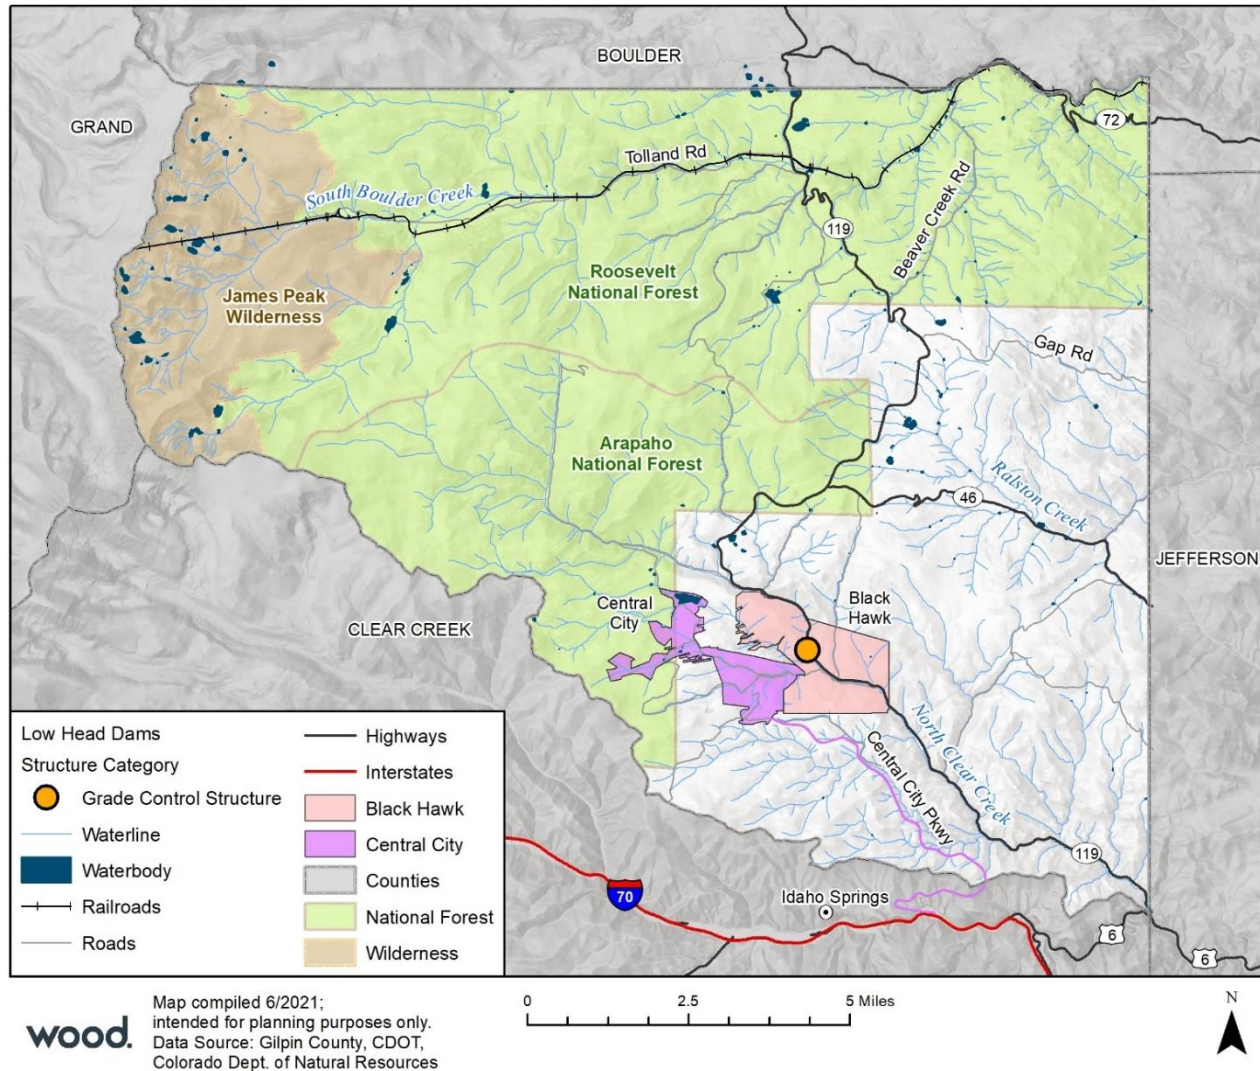 BOULDER
GRAND
72
Tolland Rd
South Boulder Creek
Beaver Creek Rd
119
Roosevelt
National Forest
James Peak
Wilderness
Gap Rd
Arapaho
National Forest
Ralston Creek
46
JEFFERSON
Central
City
Black
Hawk
CLEAR CREEK
North Clear Creek
Central City Pkwy
119
Idaho Springs
70
6
6
Low Head Dams
Structure Category
Grade Control Structure
Waterline
Waterbody
Railroads
Roads
Highways
Interstates
Black Hawk
Central City
Counties
National Forest
Wilderness
wood.
Map compiled 6/2021;
intended for planning purposes only.
Data Source: Gilpin County, CDOT,
Colorado Dept. of Natural Resources
0 2.5 5 Miles
N